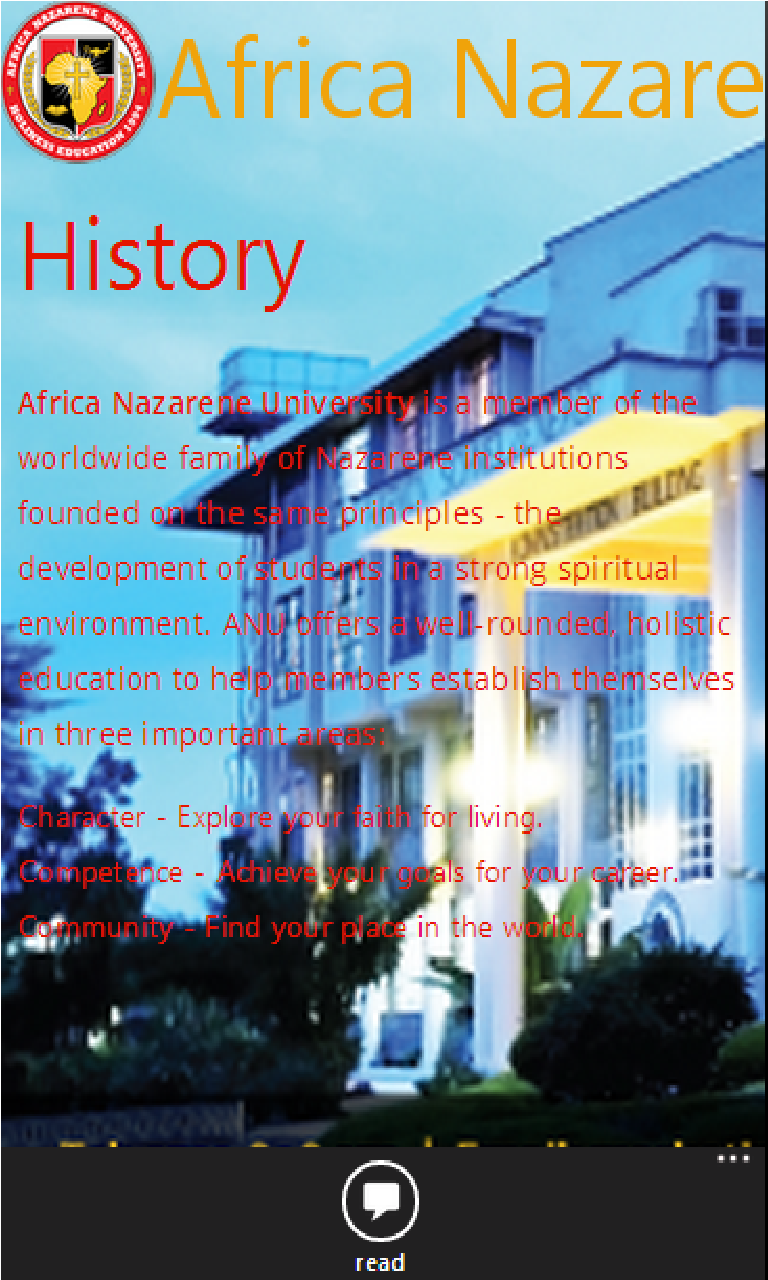 AFRICA NAZARENE UNIVERSITY
HOLINESS EDUCATION 1994
Africa Nazare
History
Africa Nazarene University is a member of the
worldwide family of Nazarene institutions
founded on the same principles - the
development of students in a strong spiritual
environment. ANU offers a well-rounded, holistic
education to help members establish themselves
in three important areas:
Character - Explore your faith for living.
Competence - Achieve your goals for your career.
Community - Find your place in the world.
BUILDING
read